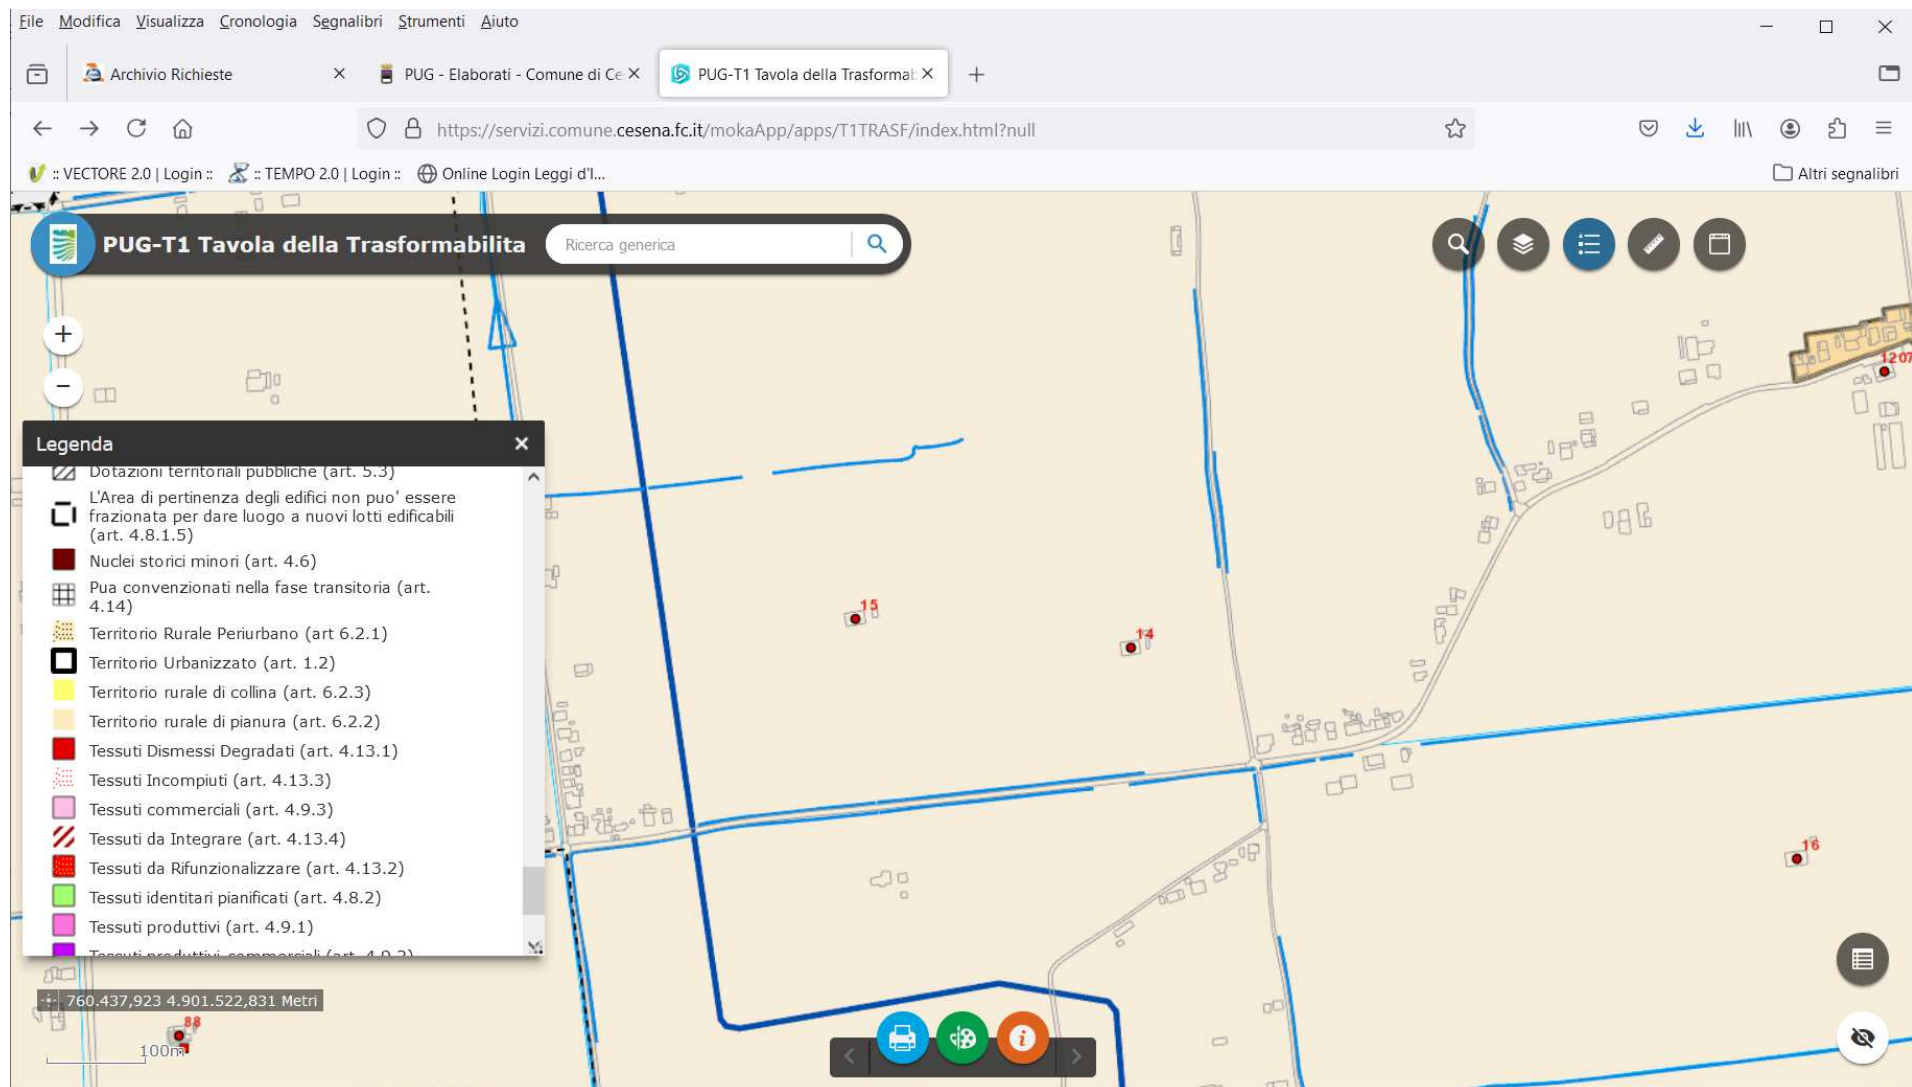 File Modifica Visualizza Cronologia Segnalibri Strumenti Aiuto
Archivio Richieste
PUG - Elaborati - Comune di Ce
PUG-T1 Tavola della Trasformab
https://servizi.comune.cesena.fc.it/mokaApp/apps/T1TRASF/index.html?null
:: VECTORE 2.0 | Login :: :: TEMPO 2.0 | Login :: Online Login Leggi d'I... Altri segnalibri
PUG-T1 Tavola della Trasformabilita
Ricerca generica
+
−
1207
Legenda
Dotazioni territoriali pubbliche (art. 5.3)
L'Area di pertinenza degli edifici non puo' essere
frazionata per dare luogo a nuovi lotti edificabili
(art. 4.8.1.5)
Nuclei storici minori (art. 4.6)
Pua convenzionati nella fase transitoria (art.
4.14)
Territorio Rurale Periurbano (art 6.2.1)
Territorio Urbanizzato (art. 1.2)
Territorio rurale di collina (art. 6.2.3)
Territorio rurale di pianura (art. 6.2.2)
Tessuti Dismessi Degradati (art. 4.13.1)
Tessuti Incompiuti (art. 4.13.3)
Tessuti commerciali (art. 4.9.3)
Tessuti da Integrare (art. 4.13.4)
Tessuti da Rifunzionalizzare (art. 4.13.2)
Tessuti identitari pianificati (art. 4.8.2)
Tessuti produttivi (art. 4.9.1)
Tessuti produttivi commerciali (art. 4.9.2)
15
14
16
760.437,923 4.901.522,831 Metri
88
100m